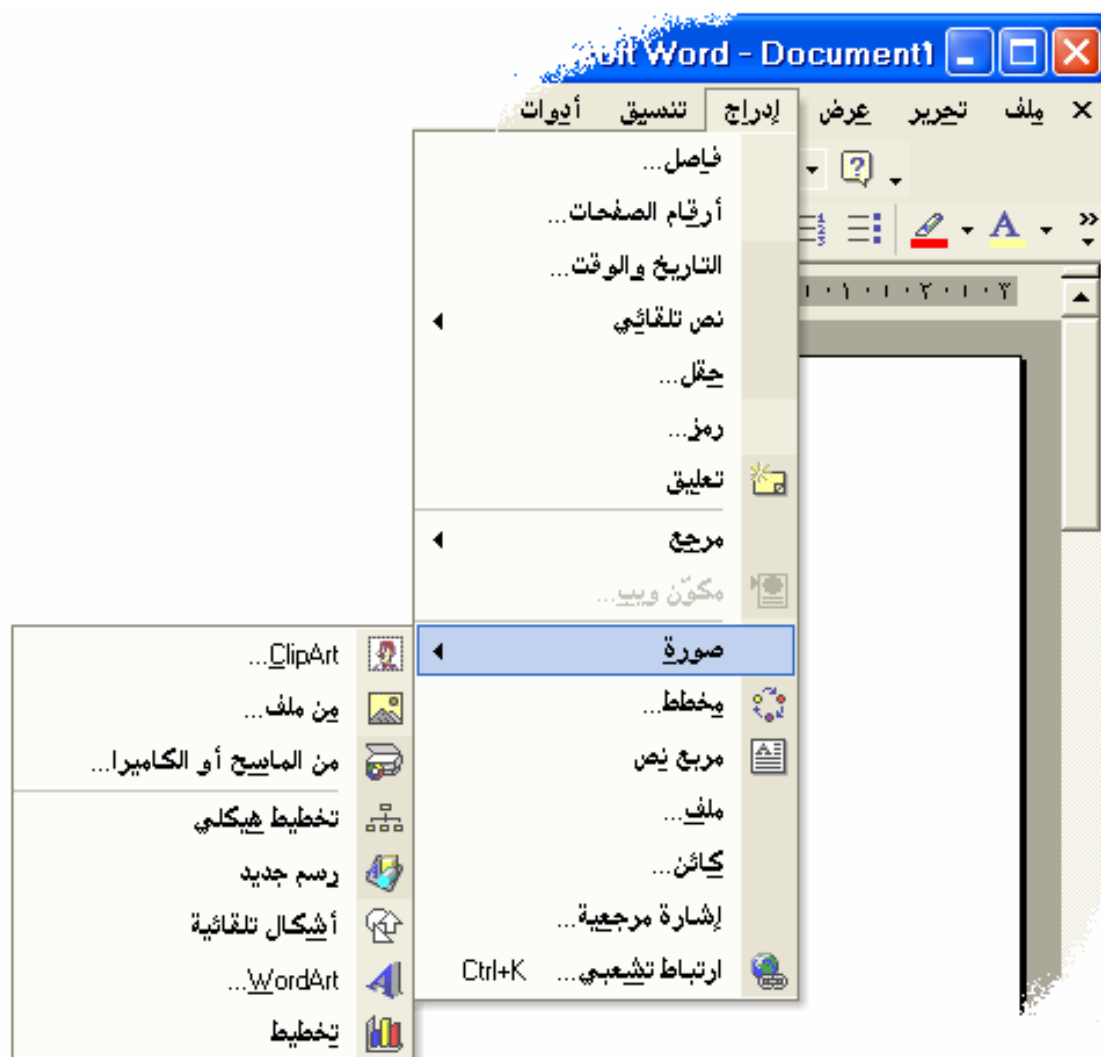 soft Word - Document1
ملف تحرير عرض إدراج تنسيق أدوات
فاصل...
أرقام الصفحات...
التاريخ والوقت...
نص تلقائي
حقل...
رمز...
تعليق
مرجع
مكوّن ويب...
صورة
مخطط...
مربع نص
ملف...
كائن...
إشارة مرجعية...
ارتباط تشعبي... Ctrl+K
ClipArt...
من ملف...
من الماسح أو الكاميرا...
تخطيط هيكلي
رسم جديد
أشكال تلقائية
WordArt...
تخطيط